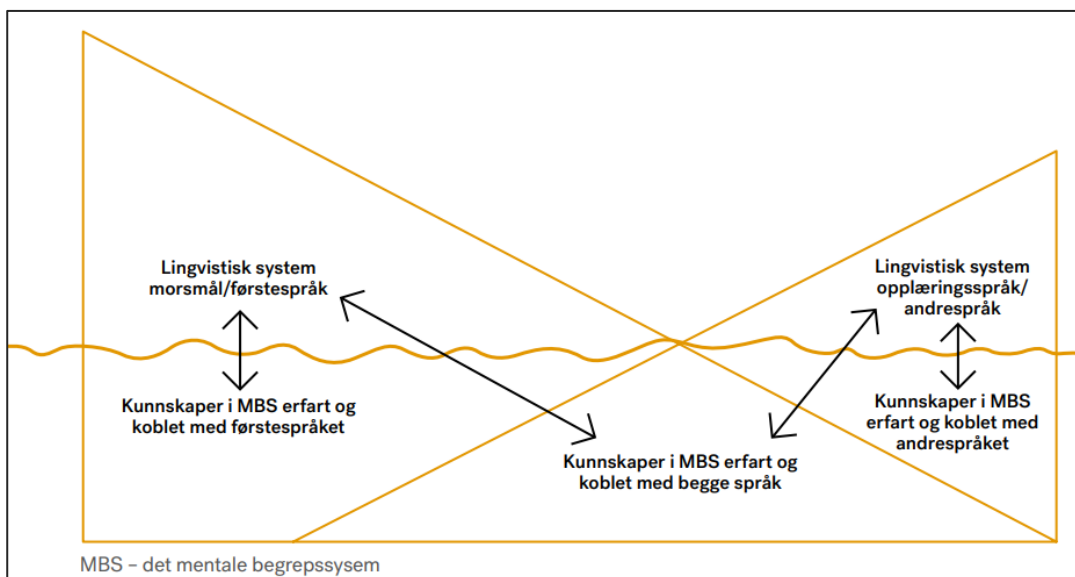 Lingvistisk system
morsmål/førstespråk
Kunnskaper i MBS erfart og
koblet med førstespråket
Kunnskaper i MBS erfart og
koblet med begge språk
Lingvistisk system
opplæringsspråk/
andrespråk
Kunnskaper i MBS
erfart og koblet med
andrespråket
MBS – det mentale begrepssysem